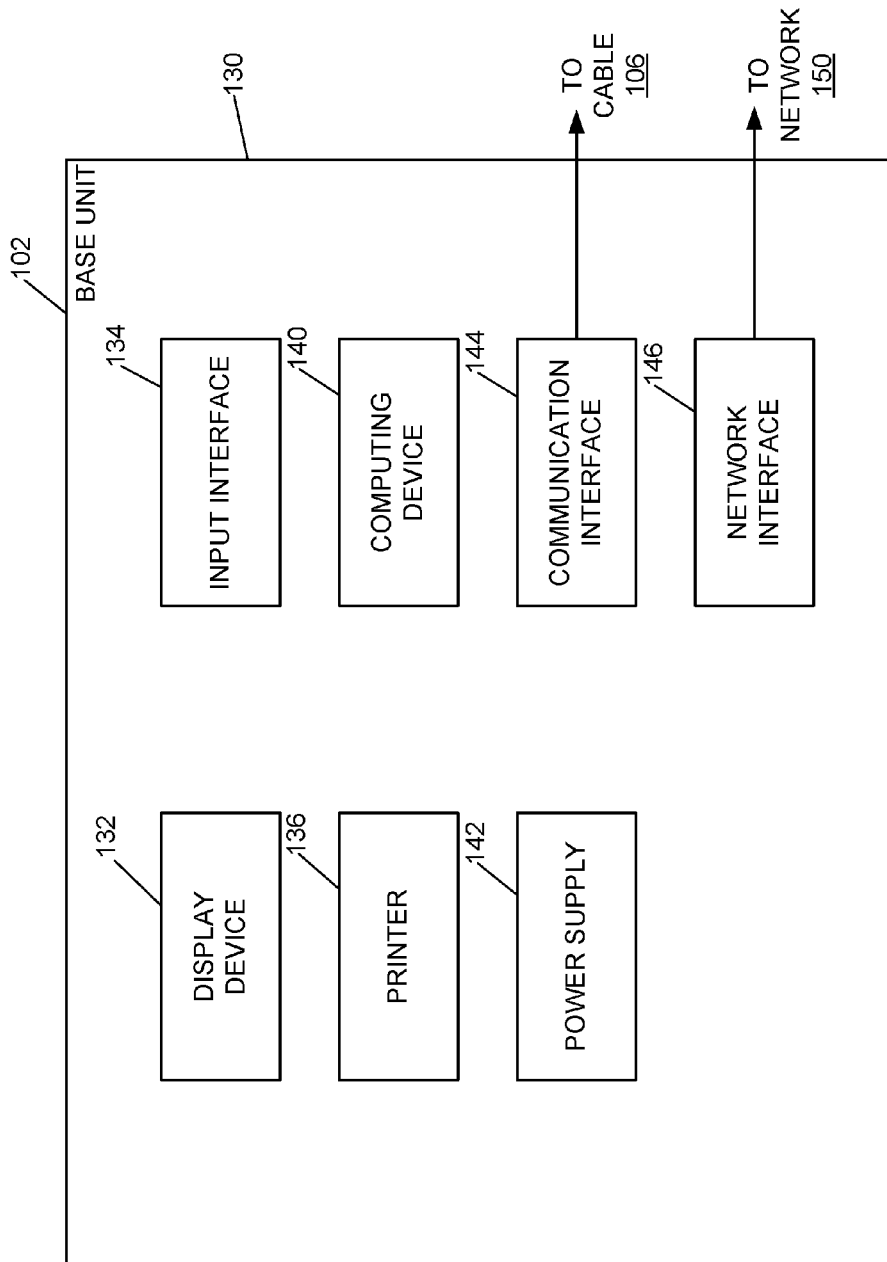 102
BASE UNIT
130
132
DISPLAY
DEVICE
134
INPUT INTERFACE
136
PRINTER
140
COMPUTING
DEVICE
142
POWER SUPPLY
144
COMMUNICATION
INTERFACE
TO
CABLE
106
146
NETWORK
INTERFACE
TO
NETWORK
150